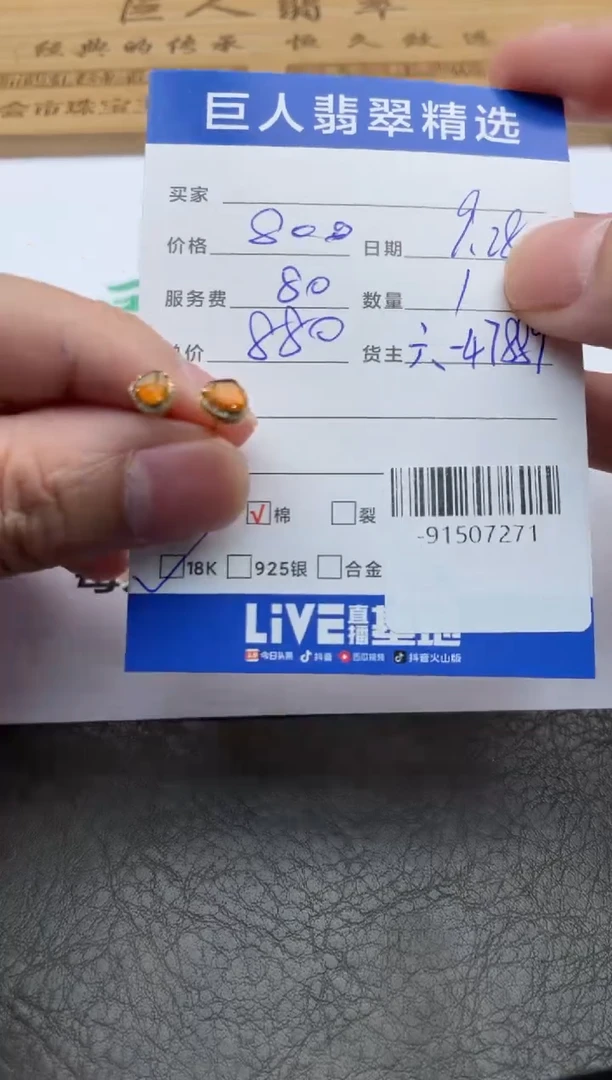 巨人翡翠
经典的传承 恒久
巨人翡翠精选
买家
价格 800 日期 9.28
服务费 80 数量 1
价 880 货主 六、-47889
√棉 裂
-91507271
18K 925银 合金
LiVE直播基地
今日头条 抖音 西瓜视频 抖音火山版